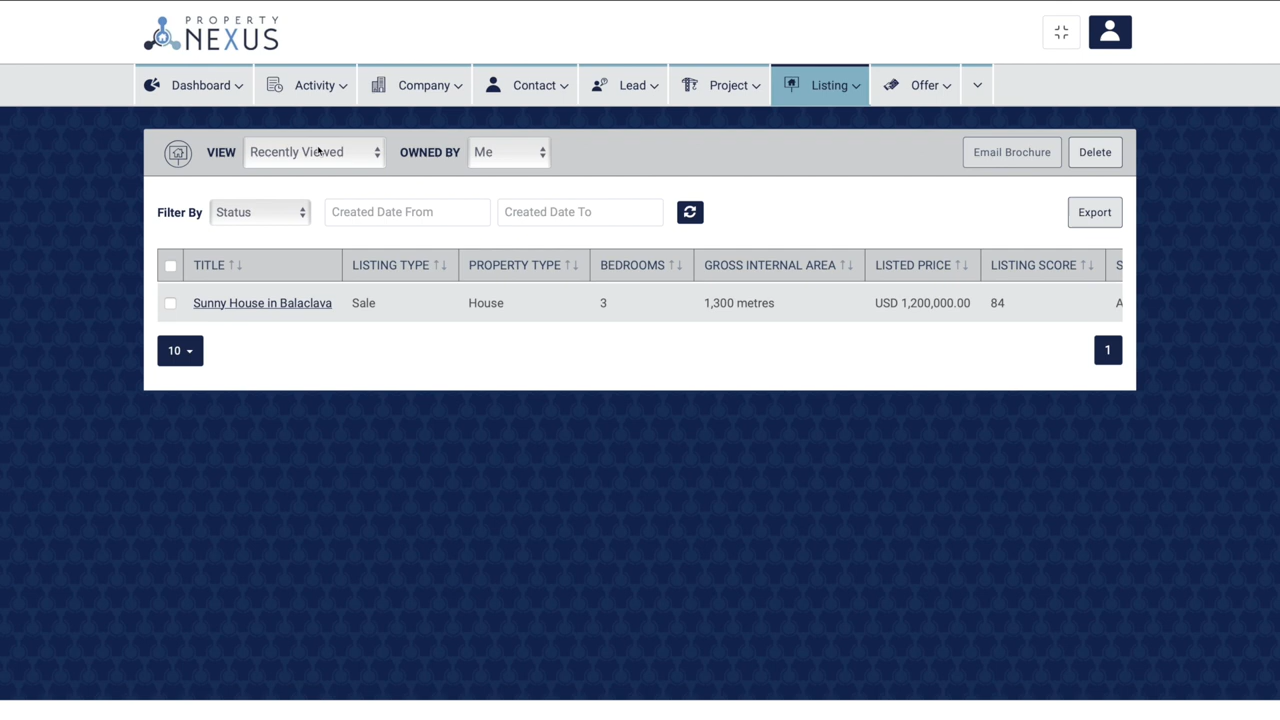 PROPERTY
NEXUS
Dashboard Activity Company Contact Lead Project Listing Offer
VIEW Recently Viewed OWNED BY Me Email Brochure Delete
Filter By Status Created Date From Created Date To Export
TITLE LISTING TYPE PROPERTY TYPE BEDROOMS GROSS INTERNAL AREA LISTED PRICE LISTING SCORE S
Sunny House in Balaclava Sale House 3 1,300 metres USD 1,200,000.00 84 A
10 1